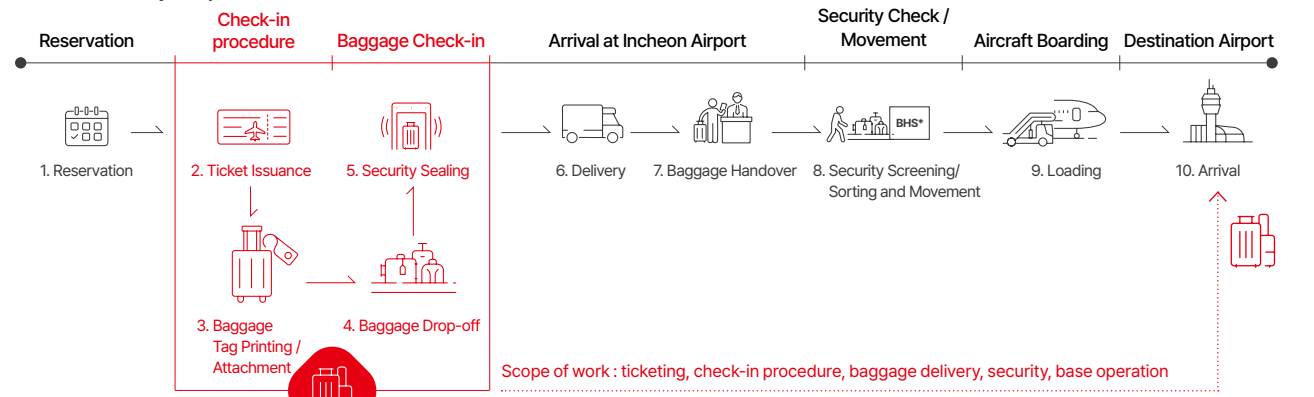 Reservation
Check-in
procedure
Baggage Check-in
Arrival at Incheon Airport
Security Check /
Movement
Aircraft Boarding
Destination Airport
BHS*
1. Reservation
2. Ticket Issuance
5. Security Sealing
6. Delivery
7. Baggage Handover
8. Security Screening/
Sorting and Movement
9. Loading
10. Arrival
3. Baggage
Tag Printing /
Attachment
4. Baggage Drop-off
Scope of work : ticketing, check-in procedure, baggage delivery, security, base operation